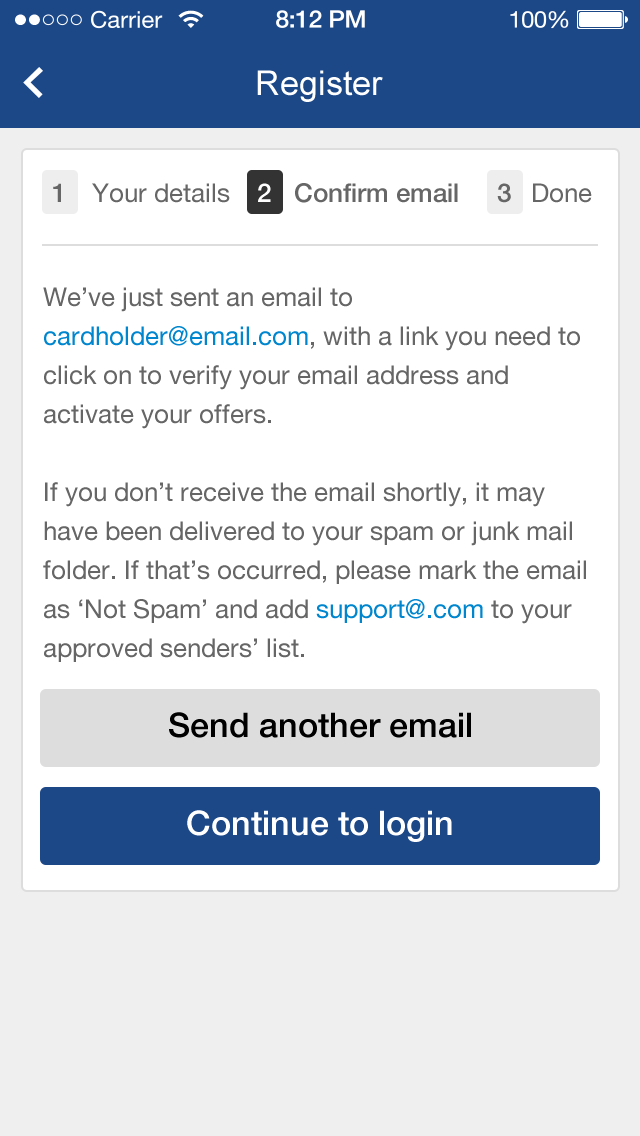 Carrier 8:12 PM 100%
Register
1 Your details 2 Confirm email 3 Done
We’ve just sent an email to
cardholder@email.com, with a link you need to
click on to verify your email address and
activate your offers.
If you don’t receive the email shortly, it may
have been delivered to your spam or junk mail
folder. If that’s occurred, please mark the email
as ‘Not Spam’ and add support@.com to your
approved senders’ list.
Send another email
Continue to login